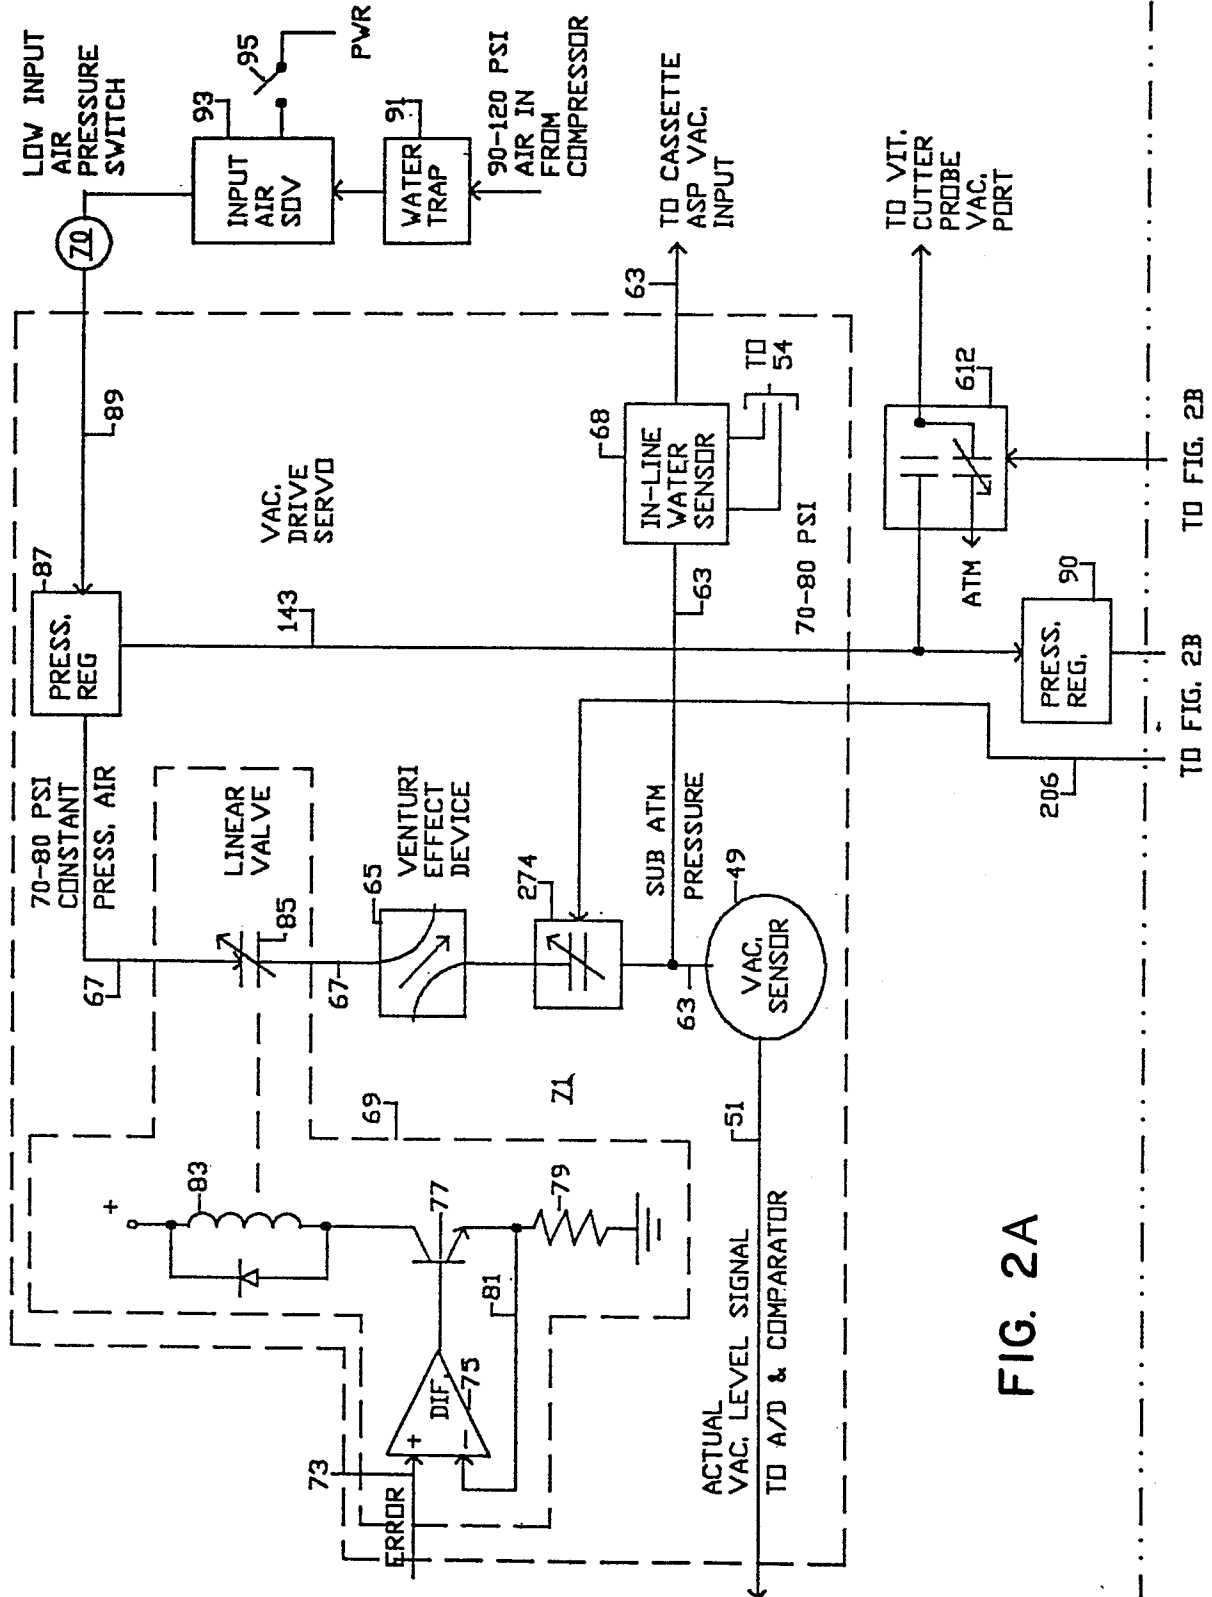 LOW INPUT
AIR
PRESSURE
SWITCH
70
93
INPUT
AIR
SOV
95
PWR
91
WATER
TRAP
90-120 PSI
AIR IN
FROM
COMPRESSOR
89
87
PRESS.
REG
70-80 PSI
CONSTANT
PRESS. AIR
67
143
VAC.
DRIVE
SERVO
LINEAR
VALVE
85
67
65
VENTURI
EFFECT
DEVICE
274
SUB ATM
PRESSURE
63
63
68
IN-LINE
WATER
SENSOR
TO
54
63
TO CASSETTE
ASP VAC.
INPUT
70-80 PSI
49
VAC.
SENSOR
51
ACTUAL
VAC. LEVEL SIGNAL
TO A/D & COMPARATOR
71
69
+
83
77
79
81
DIF.
75
+
-
73
ERROR
612
ATM
TO VIT.
CUTTER
PROBE
VAC.
PORT
90
PRESS.
REG.
206
TO FIG. 2B
TO FIG. 2B
FIG. 2A